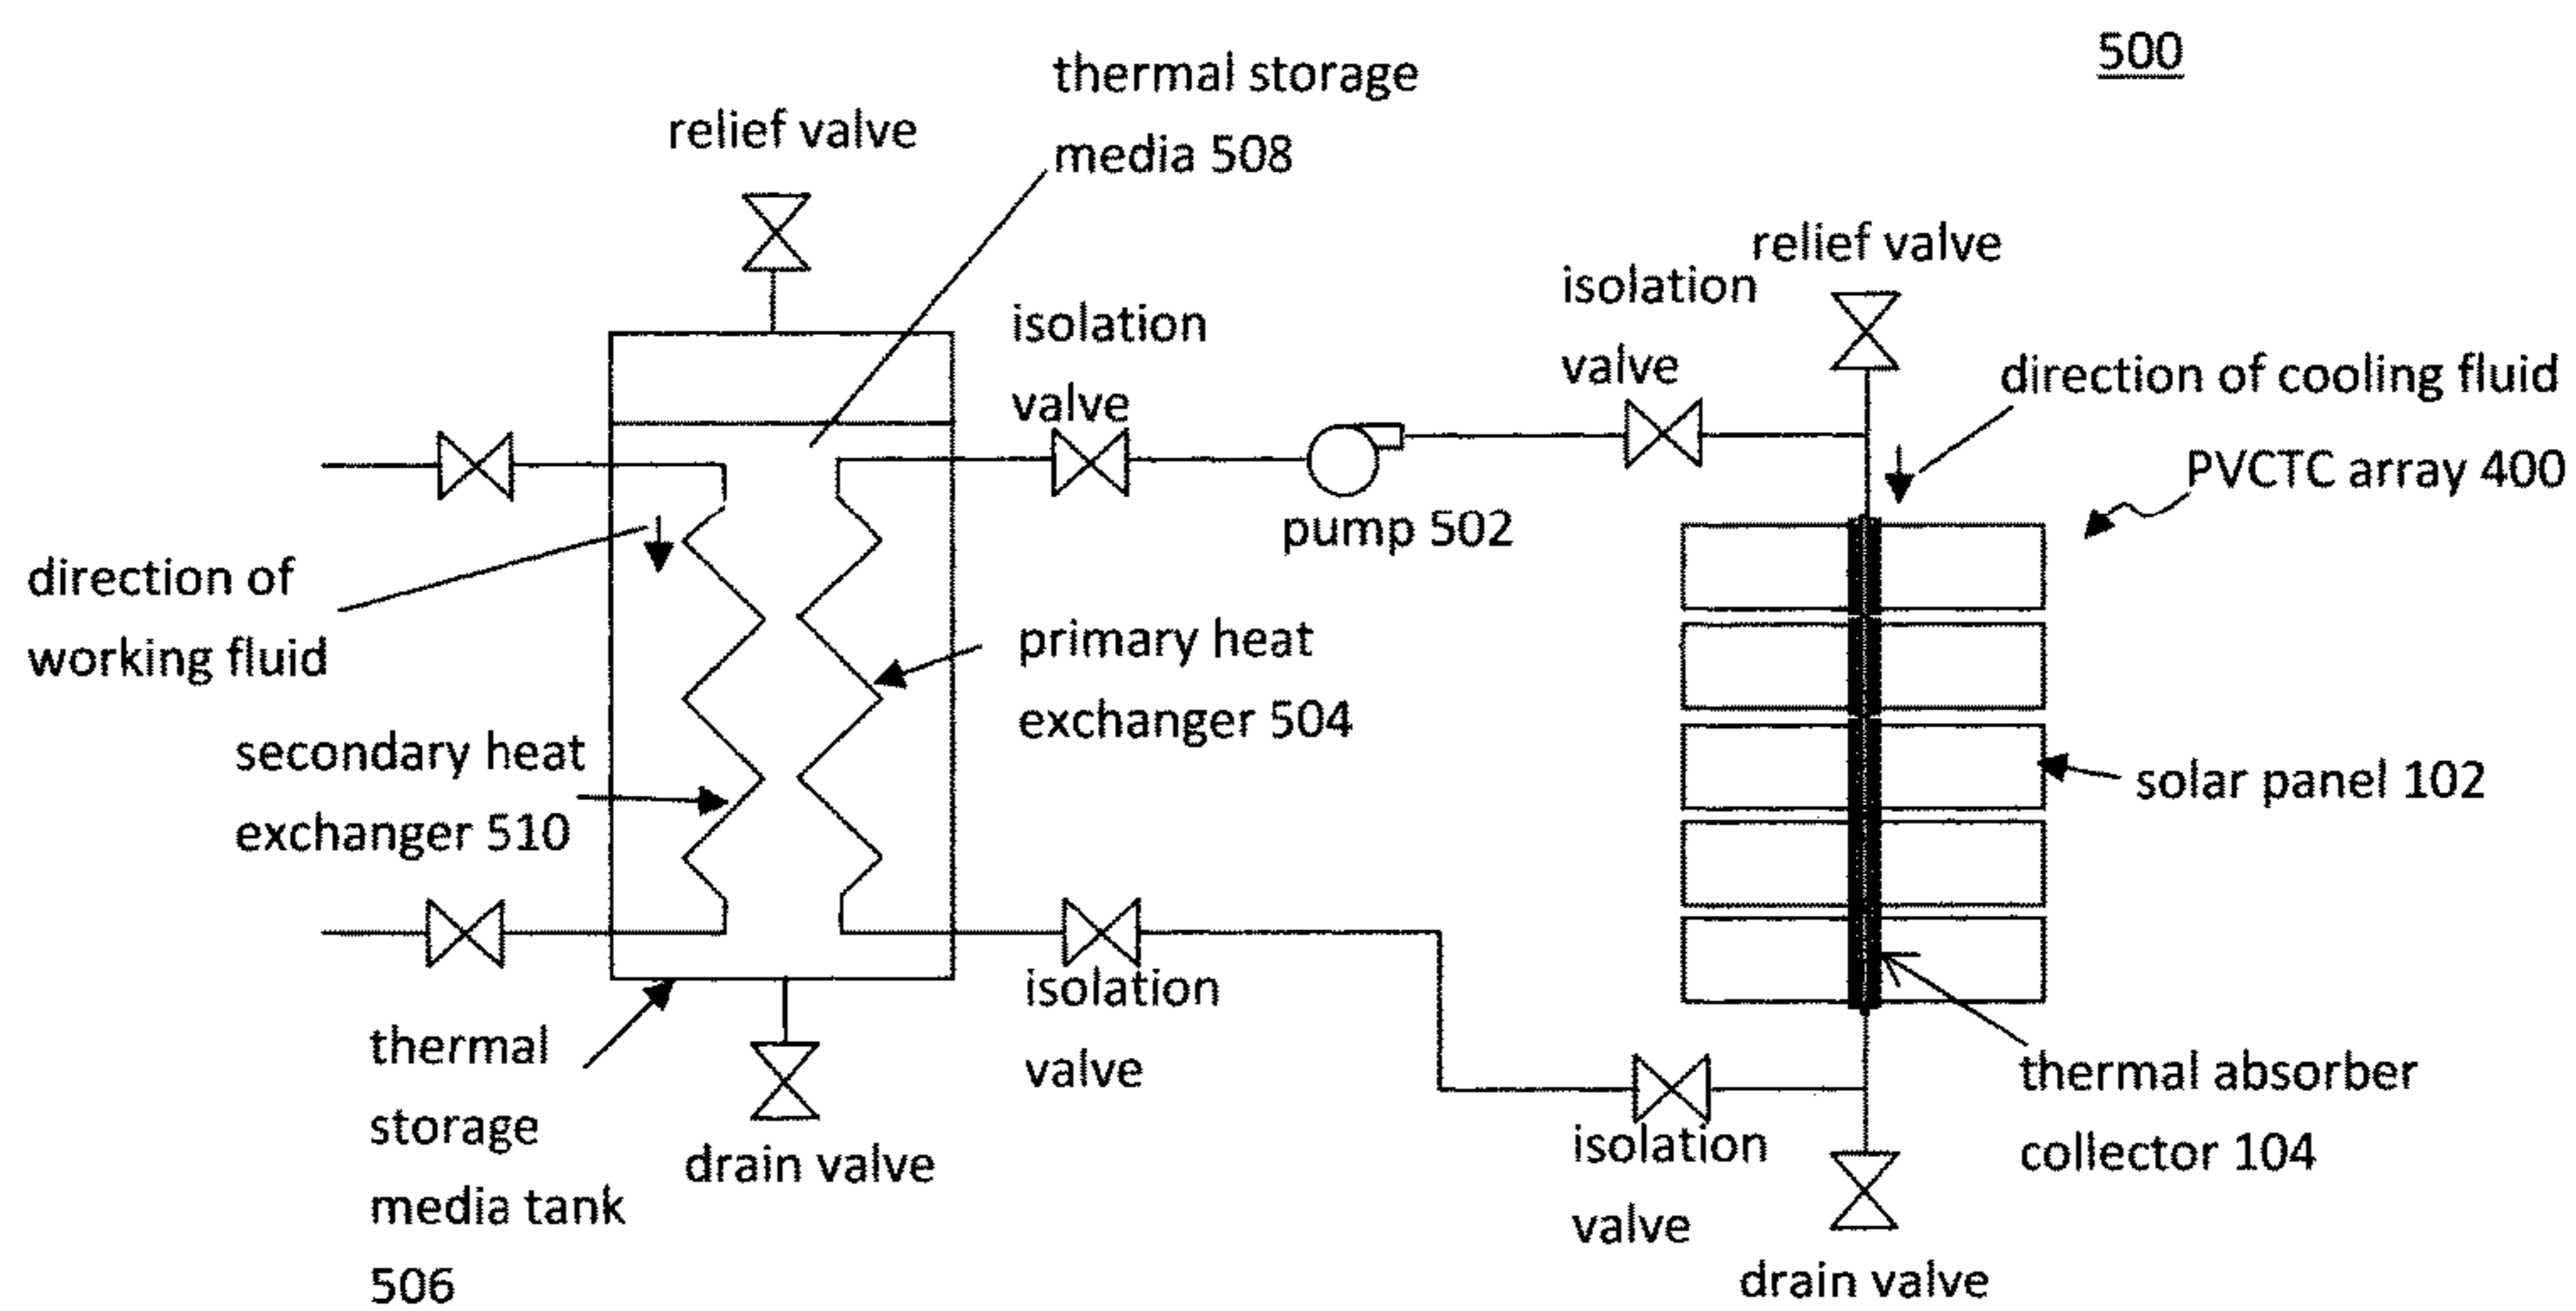 500
thermal storage
media 508
relief valve
relief valve
isolation
valve
isolation
valve
direction of cooling fluid
PVCTC array 400
pump 502
direction of
working fluid
primary heat
exchanger 504
secondary heat
exchanger 510
solar panel 102
isolation
valve
thermal
storage
media tank
506
drain valve
isolation
valve
thermal absorber
collector 104
drain valve